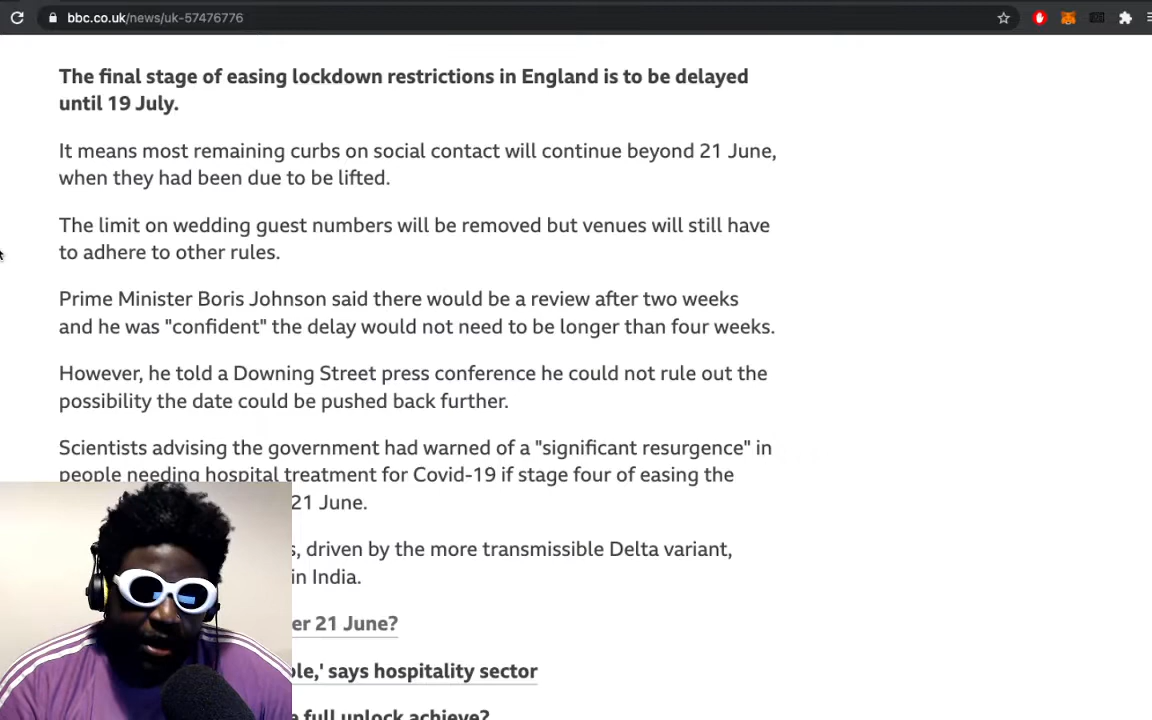 bbc.co.uk/news/uk-57476776
The final stage of easing lockdown restrictions in England is to be delayed
until 19 July.
It means most remaining curbs on social contact will continue beyond 21 June,
when they had been due to be lifted.
The limit on wedding guest numbers will be removed but venues will still have
to adhere to other rules.
Prime Minister Boris Johnson said there would be a review after two weeks
and he was "confident" the delay would not need to be longer than four weeks.
However, he told a Downing Street press conference he could not rule out the
possibility the date could be pushed back further.
Scientists advising the government had warned of a "significant resurgence" in
people needing hospital treatment for Covid-19 if stage four of easing the
21 June.
driven by the more transmissible Delta variant,
in India.
21 June?
says hospitality sector
full unlock achieve?